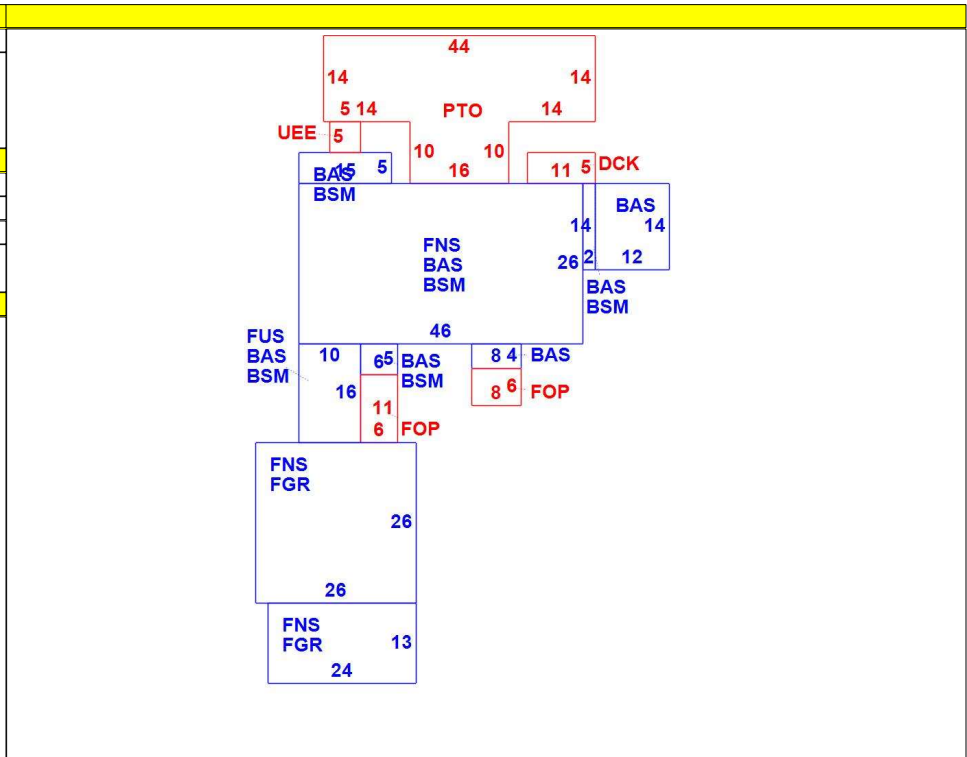 44
14 14
5 14 PTO 14
UEE 5
10 10
15 5 16 11 5 DCK
BAS
BSM
BAS
14 14
FNS
BAS
BSM
26 2 12
BAS
BSM
46
FUS
BAS
BSM
10 6 5 BAS
BSM
8 4 BAS
16 11
6 FOP
8 6 FOP
FNS
FGR
26
26
FNS
FGR
13
24